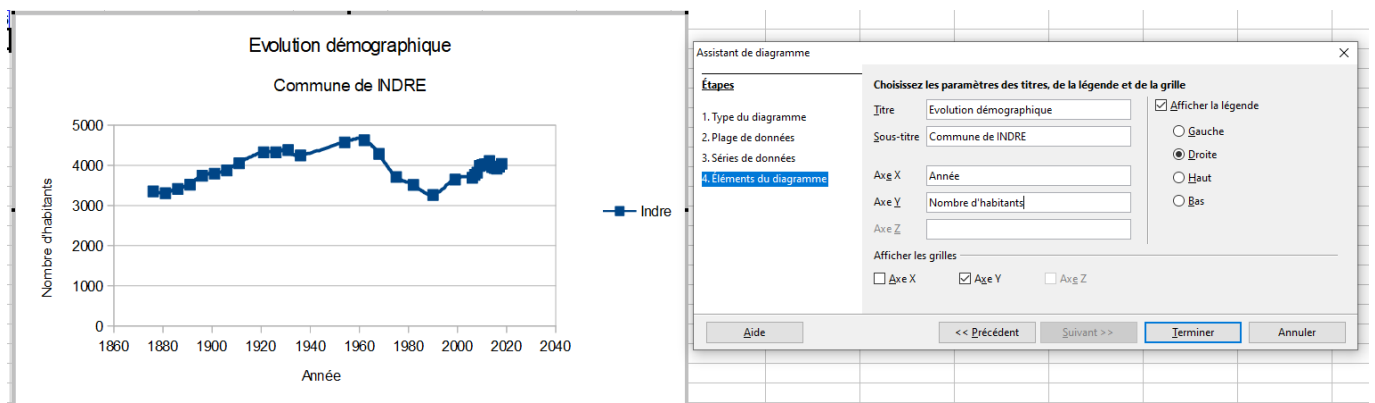 Evolution démographique
Commune de INDRE
5000
4000
3000
2000
1000
0
Nombre d'habitants
1860 1880 1900 1920 1940 1960 1980 2000 2020 2040
Année
Indre
Assistant de diagramme
Étapes
1. Type du diagramme
2. Plage de données
3. Séries de données
4. Éléments du diagramme
Choisissez les paramètres des titres, de la légende et de la grille
Titre Evolution démographique
Sous-titre Commune de INDRE
Axe X Année
Axe Y Nombre d'habitants
Axe Z
Afficher la légende
Gauche
Droite
Haut
Bas
Afficher les grilles
Axe X Axe Y Axe Z
Aide << Précédent Suivant >> Terminer Annuler